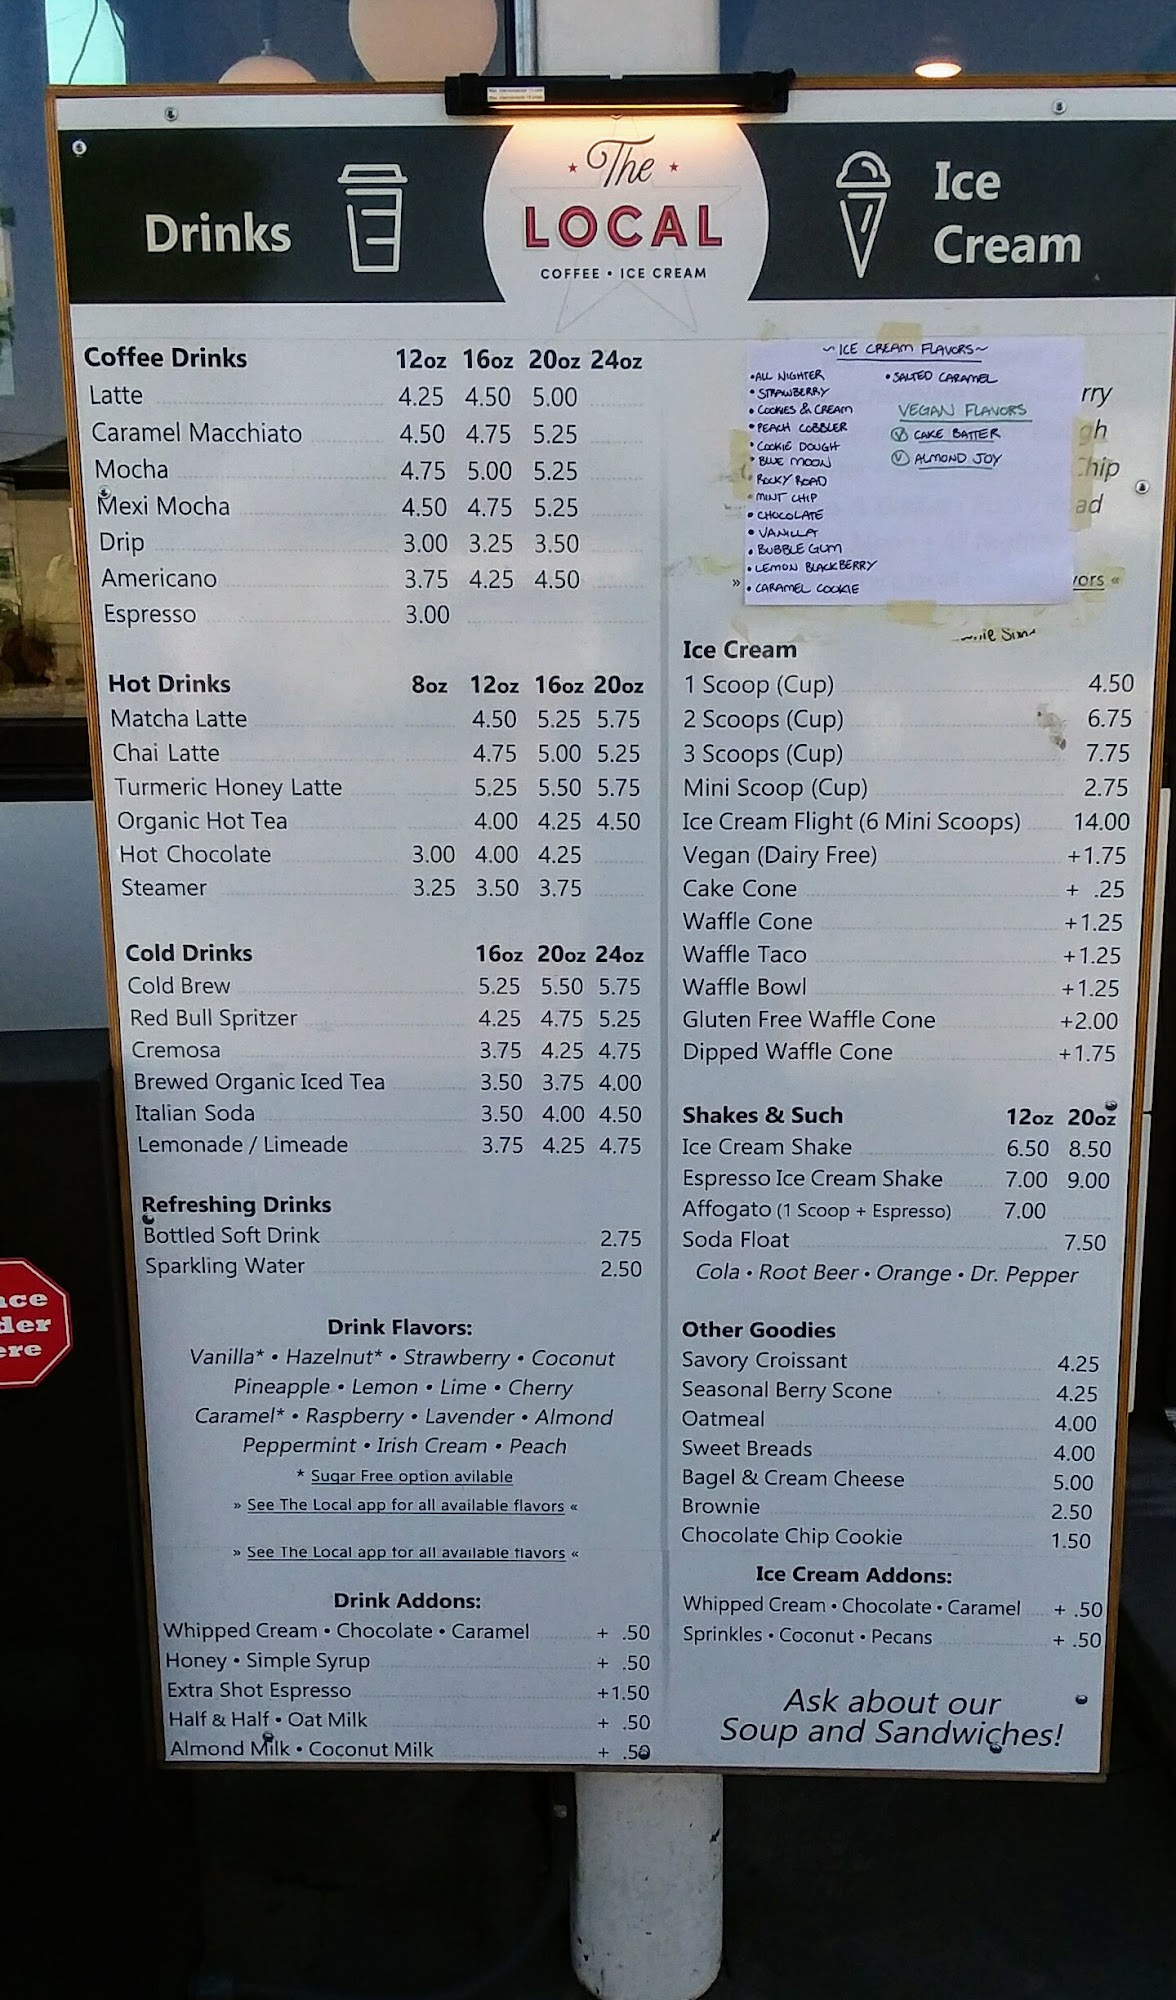 Drinks
The
LOCAL
COFFEE • ICE CREAM
Ice
Cream
Coffee Drinks 12oz 16oz 20oz 24oz
Latte 4.25 4.50 5.00
Caramel Macchiato 4.50 4.75 5.25
Mocha 4.75 5.00 5.25
Mexi Mocha 4.50 4.75 5.25
Drip 3.00 3.25 3.50
Americano 3.75 4.25 4.50
Espresso 3.00
Hot Drinks 8oz 12oz 16oz 20oz
Matcha Latte 4.50 5.25 5.75
Chai Latte 4.75 5.00 5.25
Turmeric Honey Latte 5.25 5.50 5.75
Organic Hot Tea 4.00 4.25 4.50
Hot Chocolate 3.00 4.00 4.25
Steamer 3.25 3.50 3.75
Cold Drinks 16oz 20oz 24oz
Cold Brew 5.25 5.50 5.75
Red Bull Spritzer 4.25 4.75 5.25
Cremosa 3.75 4.25 4.75
Brewed Organic Iced Tea 3.50 3.75 4.00
Italian Soda 3.50 4.00 4.50
Lemonade / Limeade 3.75 4.25 4.75
Refreshing Drinks
Bottled Soft Drink 2.75
Sparkling Water 2.50
Drink Flavors:
Vanilla* • Hazelnut* • Strawberry • Coconut
Pineapple • Lemon • Lime • Cherry
Caramel* • Raspberry • Lavender • Almond
Peppermint • Irish Cream • Peach
* Sugar Free option avilable
» See The Local app for all available flavors «
» See The Local app for all available flavors «
Drink Addons:
Whipped Cream • Chocolate • Caramel + .50
Honey • Simple Syrup + .50
Extra Shot Espresso +1.50
Half & Half • Oat Milk + .50
Almond Milk • Coconut Milk + .50
~ICE CREAM FLAVORS~
•ALL NIGHTER
•STRAWBERRY
•COOKIES & CREAM
•PEACH COBBLER
•COOKIE DOUGH
•BLUE MOON
•ROCKY ROAD
•MINT CHIP
•CHOCOLATE
•VANILLA
•BUBBLE GUM
•LEMON BLACKBERRY
•CARAMEL COOKIE
•SALTED CARAMEL
VEGAN FLAVORS
V CAKE BATTER
V ALMOND JOY
rry
gh
Chip
ad
» vors «
Ice Cream
1 Scoop (Cup) 4.50
2 Scoops (Cup) 6.75
3 Scoops (Cup) 7.75
Mini Scoop (Cup) 2.75
Ice Cream Flight (6 Mini Scoops) 14.00
Vegan (Dairy Free) +1.75
Cake Cone + .25
Waffle Cone +1.25
Waffle Taco +1.25
Waffle Bowl +1.25
Gluten Free Waffle Cone +2.00
Dipped Waffle Cone +1.75
Shakes & Such 12oz 20oz
Ice Cream Shake 6.50 8.50
Espresso Ice Cream Shake 7.00 9.00
Affogato (1 Scoop + Espresso) 7.00
Soda Float 7.50
Cola • Root Beer • Orange • Dr. Pepper
Other Goodies
Savory Croissant 4.25
Seasonal Berry Scone 4.25
Oatmeal 4.00
Sweet Breads 4.00
Bagel & Cream Cheese 5.00
Brownie 2.50
Chocolate Chip Cookie 1.50
Ice Cream Addons:
Whipped Cream • Chocolate • Caramel + .50
Sprinkles • Coconut • Pecans + .50
Ask about our
Soup and Sandwiches!
ace
der
ere